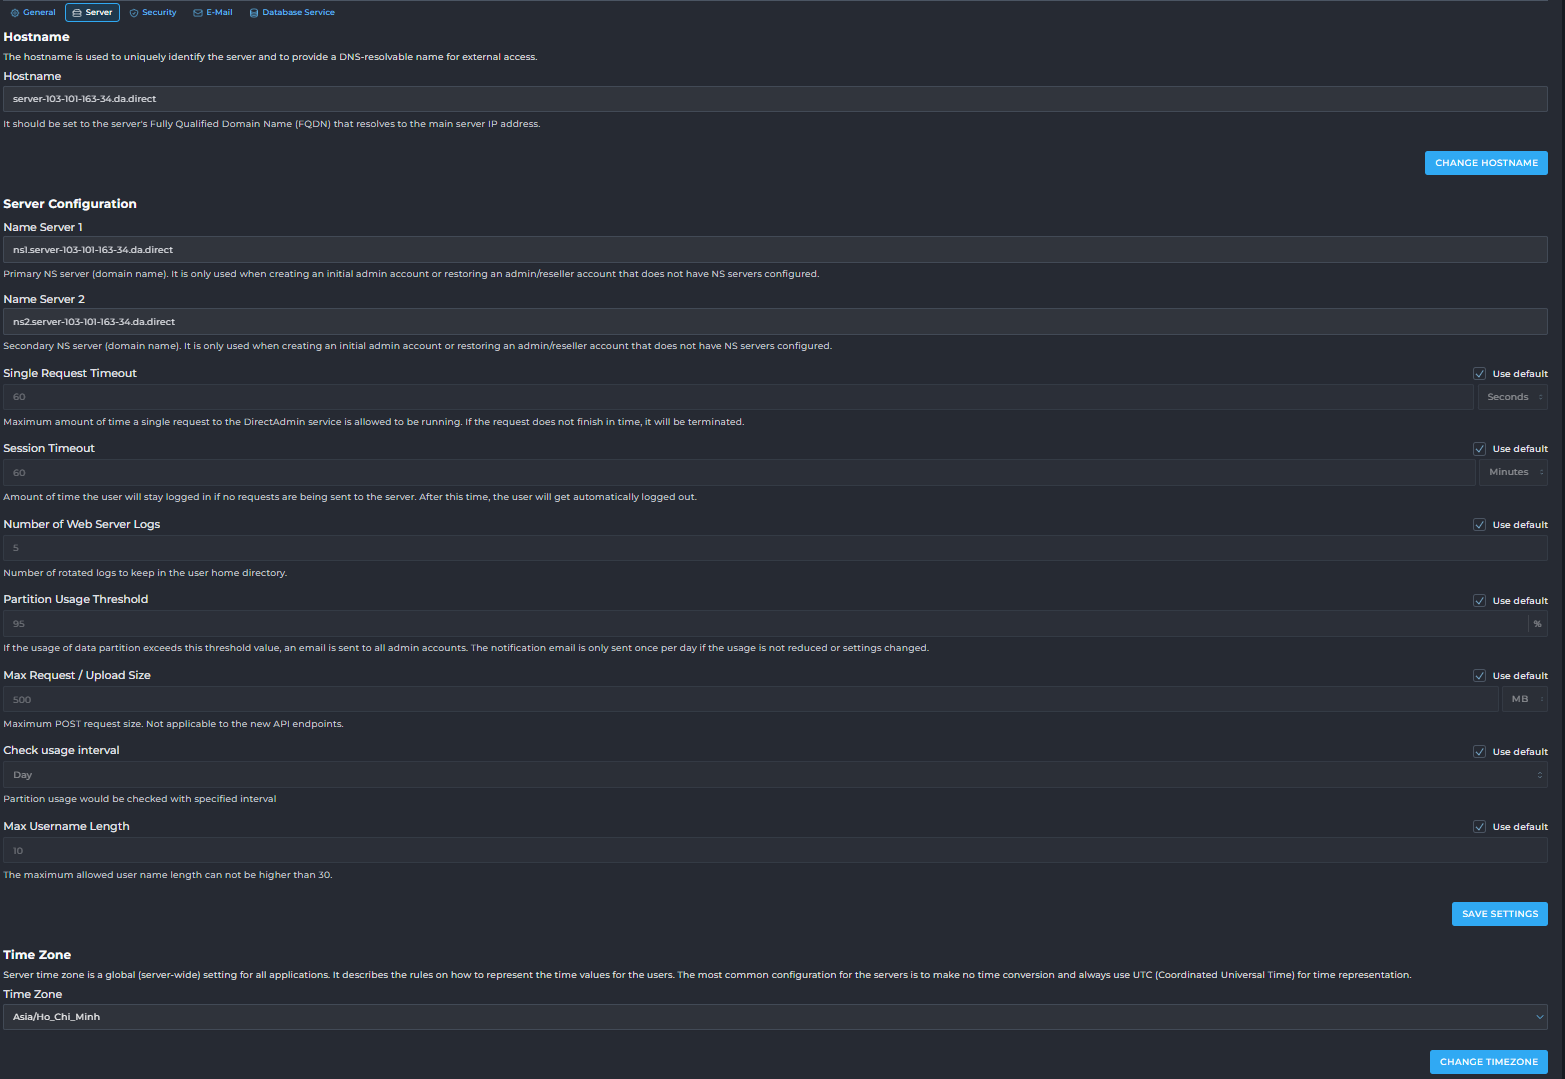 General Server Security E-Mail Database Service
Hostname
The hostname is used to uniquely identify the server and to provide a DNS-resolvable name for external access.
Hostname
server-103-101-163-34.da.direct
It should be set to the server's Fully Qualified Domain Name (FQDN) that resolves to the main server IP address.
CHANGE HOSTNAME
Server Configuration
Name Server 1
ns1.server-103-101-163-34.da.direct
Primary NS server (domain name). It is only used when creating an initial admin account or restoring an admin/reseller account that does not have NS servers configured.
Name Server 2
ns2.server-103-101-163-34.da.direct
Secondary NS server (domain name). It is only used when creating an initial admin account or restoring an admin/reseller account that does not have NS servers configured.
Single Request Timeout Use default
60 Seconds
Maximum amount of time a single request to the DirectAdmin service is allowed to be running. If the request does not finish in time, it will be terminated.
Session Timeout Use default
60 Minutes
Amount of time the user will stay logged in if no requests are being sent to the server. After this time, the user will get automatically logged out.
Number of Web Server Logs Use default
5
Number of rotated logs to keep in the user home directory.
Partition Usage Threshold Use default
95 %
If the usage of data partition exceeds this threshold value, an email is sent to all admin accounts. The notification email is only sent once per day if the usage is not reduced or settings changed.
Max Request / Upload Size Use default
500 MB
Maximum POST request size. Not applicable to the new API endpoints.
Check usage interval Use default
Day
Partition usage would be checked with specified interval
Max Username Length Use default
10
The maximum allowed user name length can not be higher than 30.
SAVE SETTINGS
Time Zone
Server time zone is a global (server-wide) setting for all applications. It describes the rules on how to represent the time values for the users. The most common configuration for the servers is to make no time conversion and always use UTC (Coordinated Universal Time) for time representation.
Time Zone
Asia/Ho_Chi_Minh
CHANGE TIMEZONE